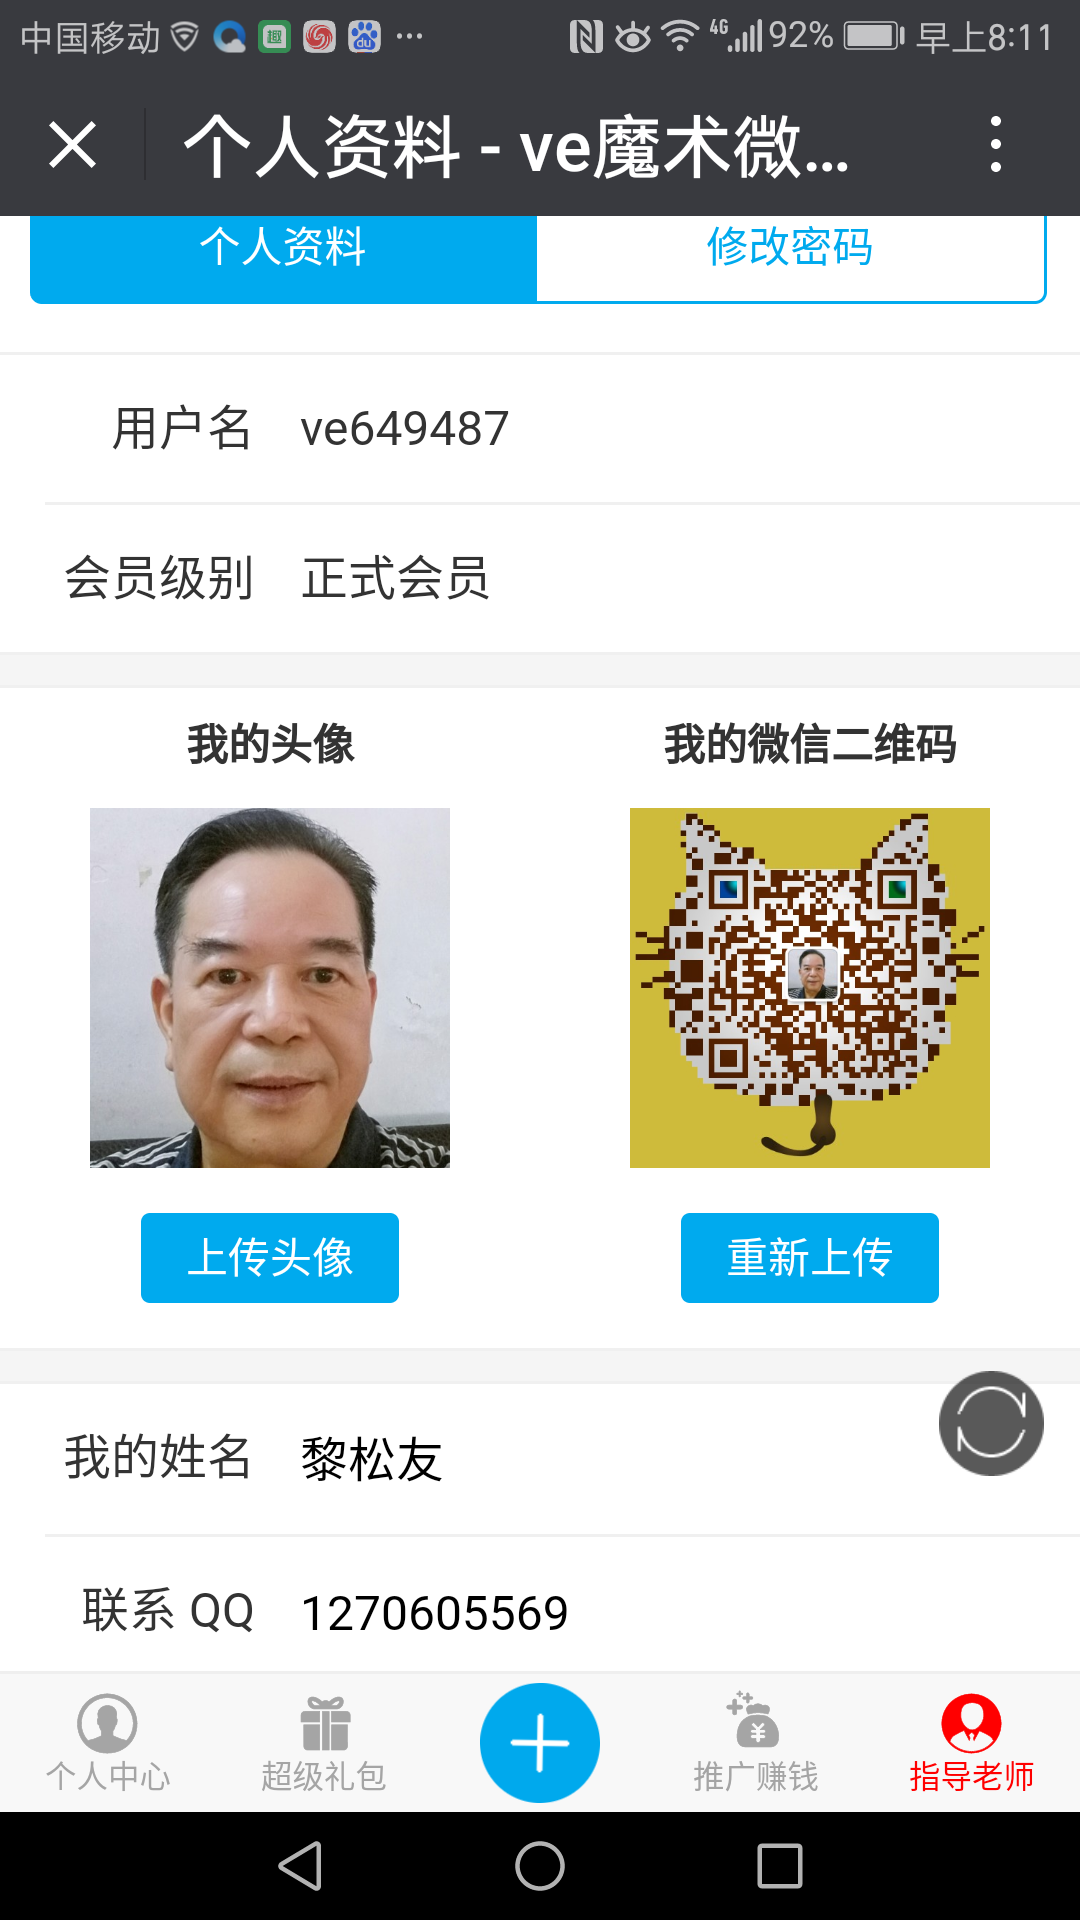 中国移动 趣 du ... 4G 92% 早上8:11
个人资料 - ve魔术微...
个人资料 修改密码
用户名 ve649487
会员级别 正式会员
我的头像 我的微信二维码
上传头像 重新上传
我的姓名 黎松友
联系 QQ 1270605569
个人中心 超级礼包 推广赚钱 指导老师